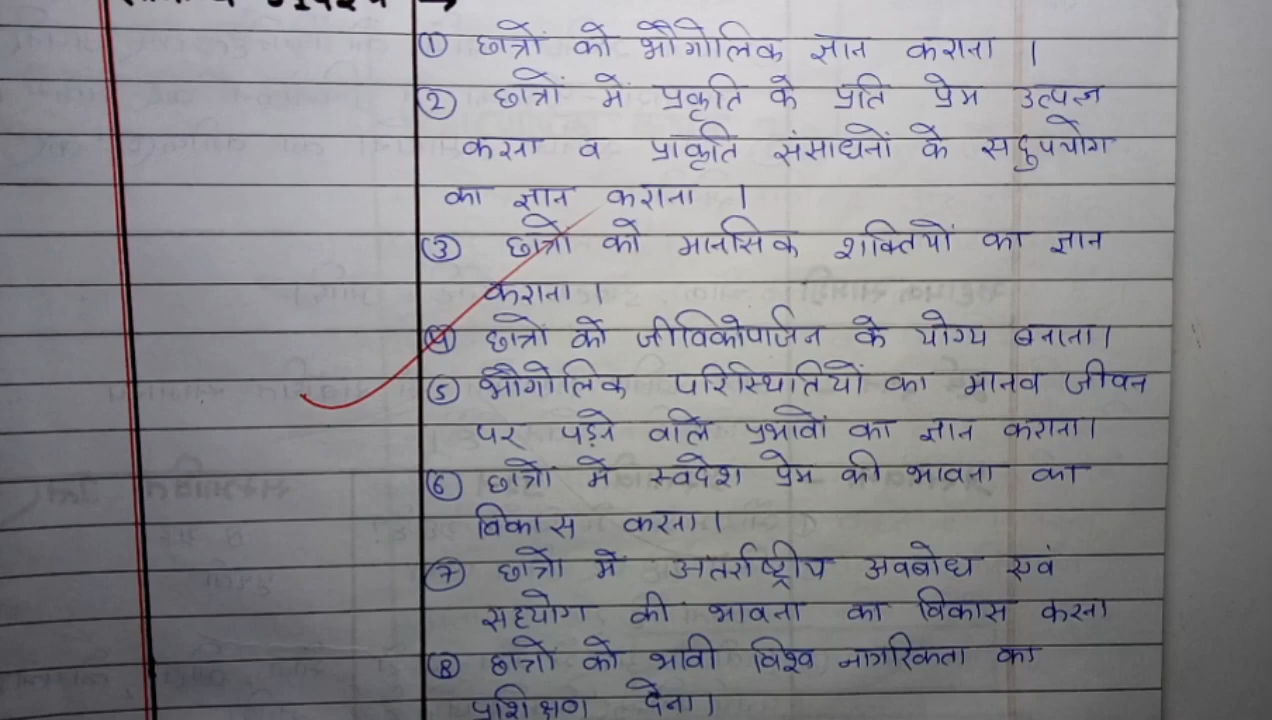 सामान्य उद्देश्य →
① छात्रों को भौगोलिक ज्ञान कराना ।
② छात्रों में प्रकृति के प्रति प्रेम उत्पन्न
करना व प्राकृति संसाधनों के सदुपयोग
का ज्ञान कराना ।
③ छात्रों को मानसिक शक्तियों का ज्ञान
कराना ।
④ छात्रों को जीविकोपार्जन के योग्य बनाना।
⑤ भौगोलिक परिस्थितियों का मानव जीवन
पर पड़ने वाले प्रभावों का ज्ञान कराना।
⑥ छात्रों में स्वदेश प्रेम की भावना का
विकास करना।
⑦ छात्रों में अंतर्राष्ट्रीय अवबोध एवं
सहयोग की भावना का विकास करना
⑧ छात्रों को भावी विश्व नागरिकता का
प्रशिक्षण देना।